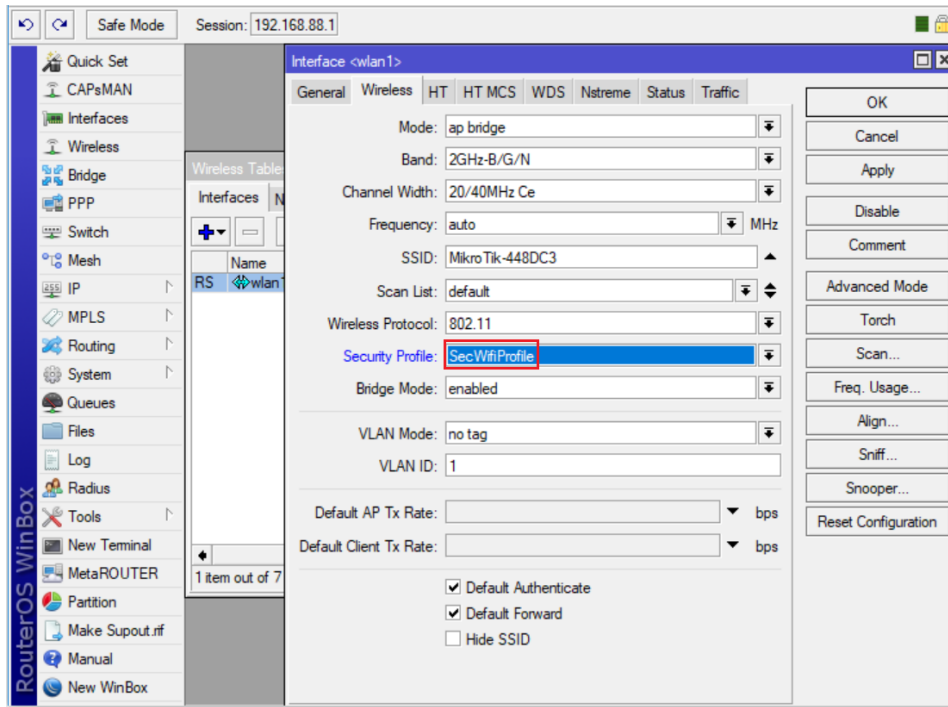 Safe Mode Session: 192.168.88.1
Quick Set
CAPsMAN
Interfaces
Wireless
Bridge
PPP
Switch
Mesh
IP
MPLS
Routing
System
Queues
Files
Log
Radius
Tools
New Terminal
MetaROUTER
Partition
Make Supout.rif
Manual
New WinBox
RouterOS WinBox
Wireless Table
Interfaces N
Name
RS wlan1
1 item out of 7
Interface <wlan1>
General Wireless HT HT MCS WDS Nstreme Status Traffic
Mode: ap bridge
Band: 2GHz-B/G/N
Channel Width: 20/40MHz Ce
Frequency: auto MHz
SSID: MikroTik-448DC3
Scan List: default
Wireless Protocol: 802.11
Security Profile: SecWifiProfile
Bridge Mode: enabled
VLAN Mode: no tag
VLAN ID: 1
Default AP Tx Rate: bps
Default Client Tx Rate: bps
Default Authenticate
Default Forward
Hide SSID
OK
Cancel
Apply
Disable
Comment
Advanced Mode
Torch
Scan...
Freq. Usage...
Align...
Sniff...
Snooper...
Reset Configuration